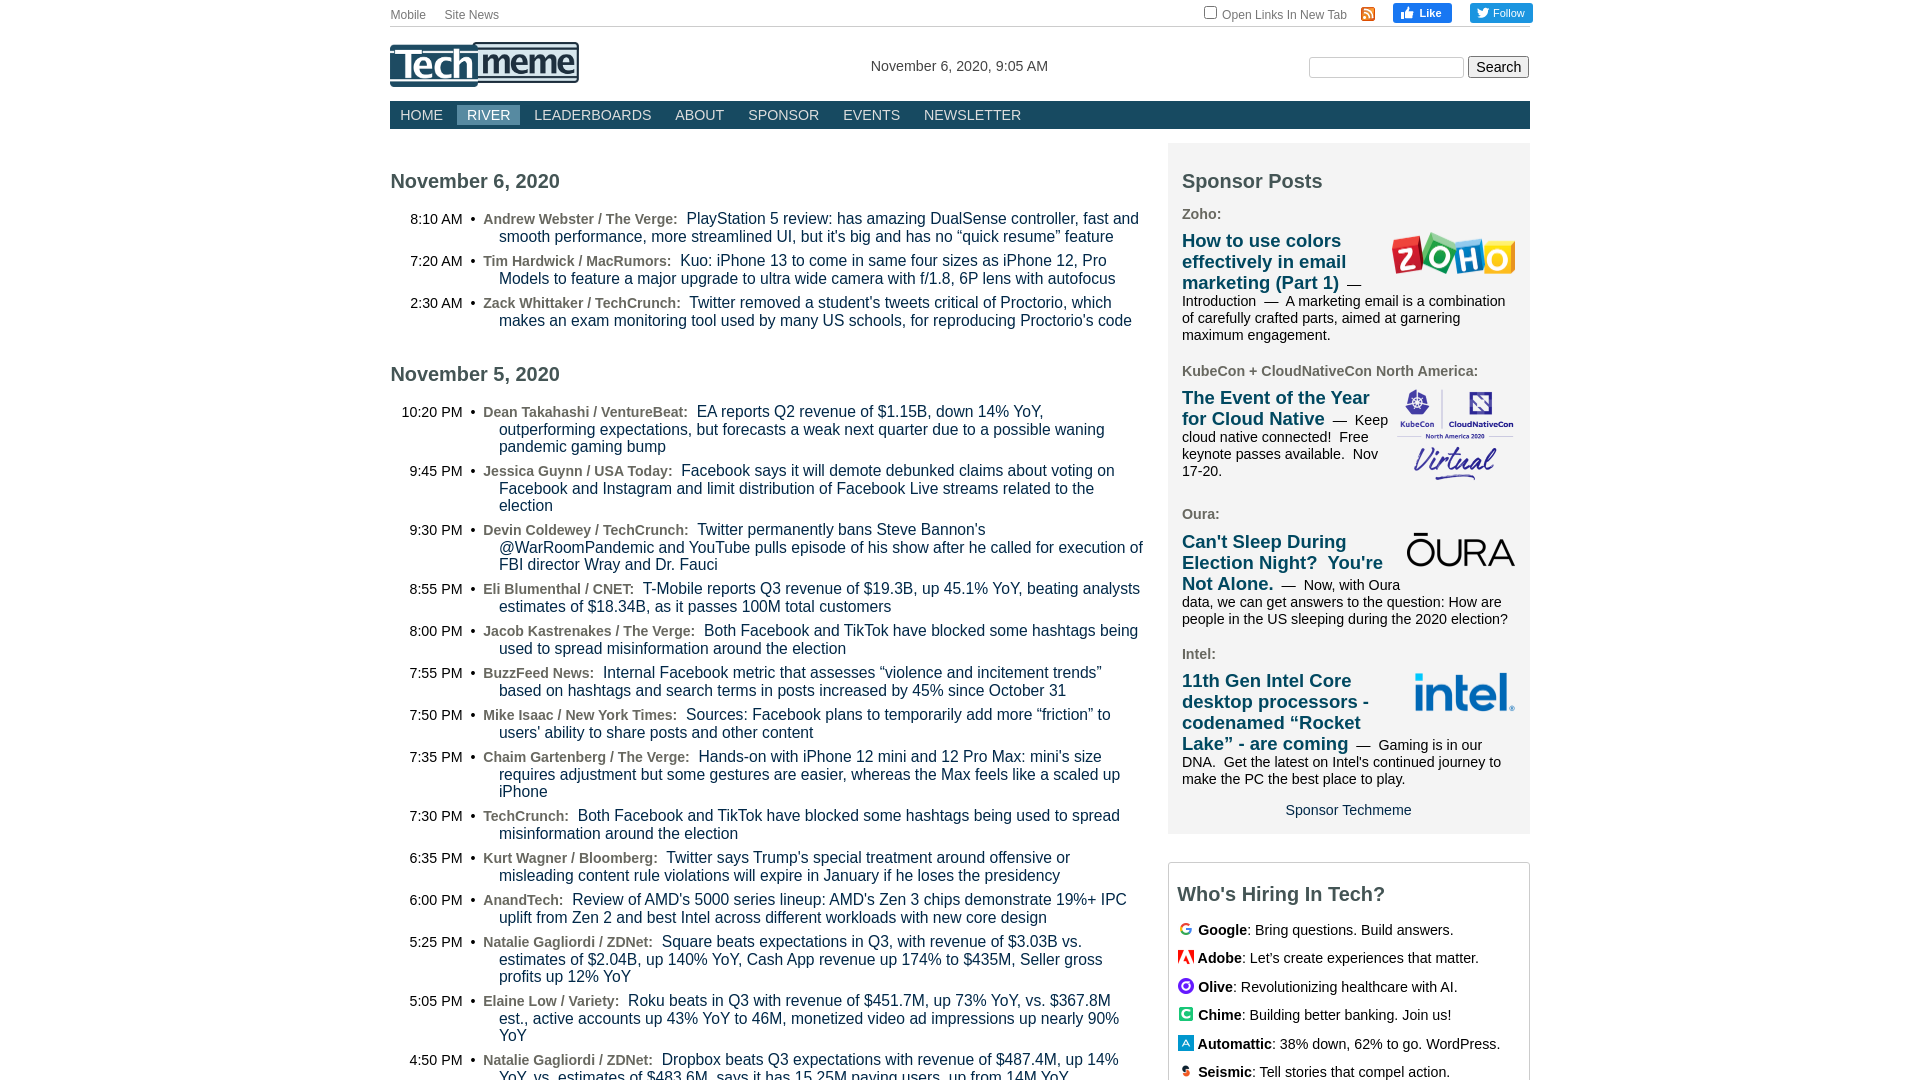 Mobile Site News Open Links In New Tab Like Follow
Techmeme
November 6, 2020, 9:05 AM
Search
HOME RIVER LEADERBOARDS ABOUT SPONSOR EVENTS NEWSLETTER
November 6, 2020
8:10 AM • Andrew Webster / The Verge: PlayStation 5 review: has amazing DualSense controller, fast and
smooth performance, more streamlined UI, but it's big and has no “quick resume” feature
7:20 AM • Tim Hardwick / MacRumors: Kuo: iPhone 13 to come in same four sizes as iPhone 12, Pro
Models to feature a major upgrade to ultra wide camera with f/1.8, 6P lens with autofocus
2:30 AM • Zack Whittaker / TechCrunch: Twitter removed a student's tweets critical of Proctorio, which
makes an exam monitoring tool used by many US schools, for reproducing Proctorio's code
November 5, 2020
10:20 PM • Dean Takahashi / VentureBeat: EA reports Q2 revenue of $1.15B, down 14% YoY,
outperforming expectations, but forecasts a weak next quarter due to a possible waning
pandemic gaming bump
9:45 PM • Jessica Guynn / USA Today: Facebook says it will demote debunked claims about voting on
Facebook and Instagram and limit distribution of Facebook Live streams related to the
election
9:30 PM • Devin Coldewey / TechCrunch: Twitter permanently bans Steve Bannon's
@WarRoomPandemic and YouTube pulls episode of his show after he called for execution of
FBI director Wray and Dr. Fauci
8:55 PM • Eli Blumenthal / CNET: T-Mobile reports Q3 revenue of $19.3B, up 45.1% YoY, beating analysts
estimates of $18.34B, as it passes 100M total customers
8:00 PM • Jacob Kastrenakes / The Verge: Both Facebook and TikTok have blocked some hashtags being
used to spread misinformation around the election
7:55 PM • BuzzFeed News: Internal Facebook metric that assesses “violence and incitement trends”
based on hashtags and search terms in posts increased by 45% since October 31
7:50 PM • Mike Isaac / New York Times: Sources: Facebook plans to temporarily add more “friction” to
users' ability to share posts and other content
7:35 PM • Chaim Gartenberg / The Verge: Hands-on with iPhone 12 mini and 12 Pro Max: mini's size
requires adjustment but some gestures are easier, whereas the Max feels like a scaled up
iPhone
7:30 PM • TechCrunch: Both Facebook and TikTok have blocked some hashtags being used to spread
misinformation around the election
6:35 PM • Kurt Wagner / Bloomberg: Twitter says Trump's special treatment around offensive or
misleading content rule violations will expire in January if he loses the presidency
6:00 PM • AnandTech: Review of AMD's 5000 series lineup: AMD's Zen 3 chips demonstrate 19%+ IPC
uplift from Zen 2 and best Intel across different workloads with new core design
5:25 PM • Natalie Gagliordi / ZDNet: Square beats expectations in Q3, with revenue of $3.03B vs.
estimates of $2.04B, up 140% YoY, Cash App revenue up 174% to $435M, Seller gross
profits up 12% YoY
5:05 PM • Elaine Low / Variety: Roku beats in Q3 with revenue of $451.7M, up 73% YoY, vs. $367.8M
est., active accounts up 43% YoY to 46M, monetized video ad impressions up nearly 90%
YoY
4:50 PM • Natalie Gagliordi / ZDNet: Dropbox beats Q3 expectations with revenue of $487.4M, up 14%
YoY, vs. estimates of $483.6M, says it has 15.25M paying users, up from 14M YoY
Sponsor Posts
Zoho:
ZOHO
How to use colors
effectively in email
marketing (Part 1) —
Introduction — A marketing email is a combination
of carefully crafted parts, aimed at garnering
maximum engagement.
KubeCon + CloudNativeCon North America:
The Event of the Year
for Cloud Native — Keep
cloud native connected! Free
keynote passes available. Nov
17-20.
KubeCon CloudNativeCon
North America 2020
Virtual
Oura:
ŌURA
Can't Sleep During
Election Night? You're
Not Alone. — Now, with Oura
data, we can get answers to the question: How are
people in the US sleeping during the 2020 election?
Intel:
intel®
11th Gen Intel Core
desktop processors -
codenamed “Rocket
Lake” - are coming — Gaming is in our
DNA. Get the latest on Intel's continued journey to
make the PC the best place to play.
Sponsor Techmeme
Who's Hiring In Tech?
Google: Bring questions. Build answers.
Adobe: Let’s create experiences that matter.
Olive: Revolutionizing healthcare with AI.
Chime: Building better banking. Join us!
Automattic: 38% down, 62% to go. WordPress.
Seismic: Tell stories that compel action.